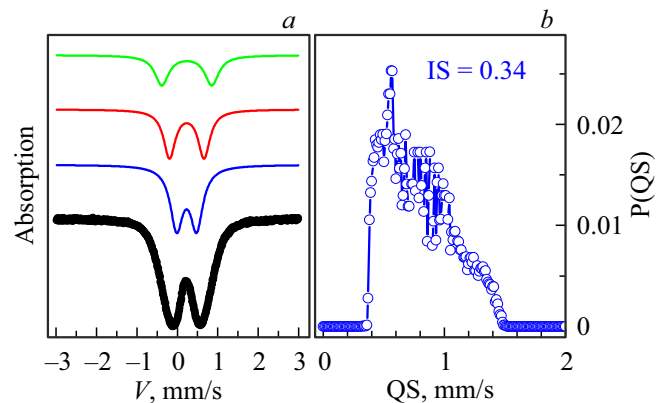 a
b
IS = 0.34
Absorption
P(QS)
0.02
0.01
0
–3 –2 –1 0 1 2 3
0 1 2
V, mm/s
QS, mm/s